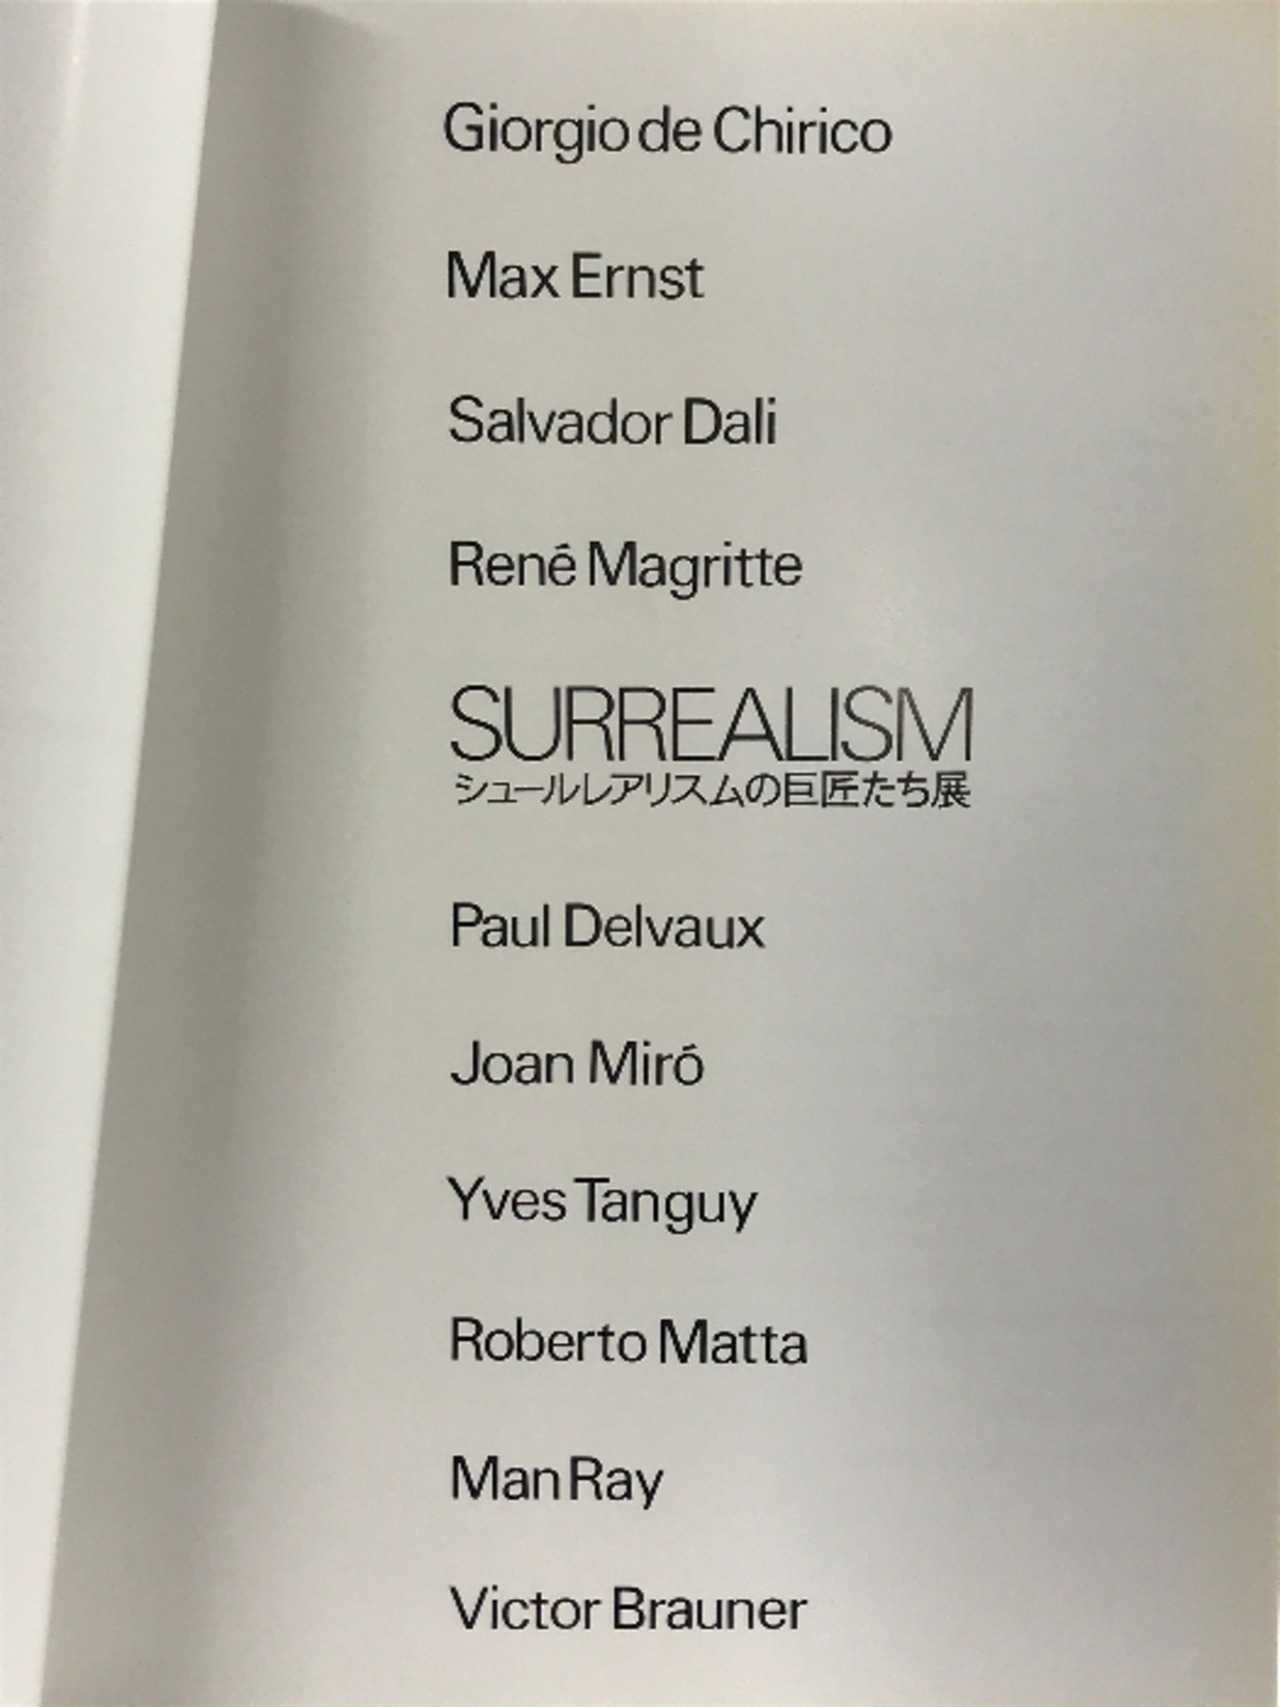 Giorgio de Chirico
Max Ernst
Salvador Dali
René Magritte
SURREALISM
シュールレアリスムの巨匠たち展
Paul Delvaux
Joan Miró
Yves Tanguy
Roberto Matta
Man Ray
Victor Brauner